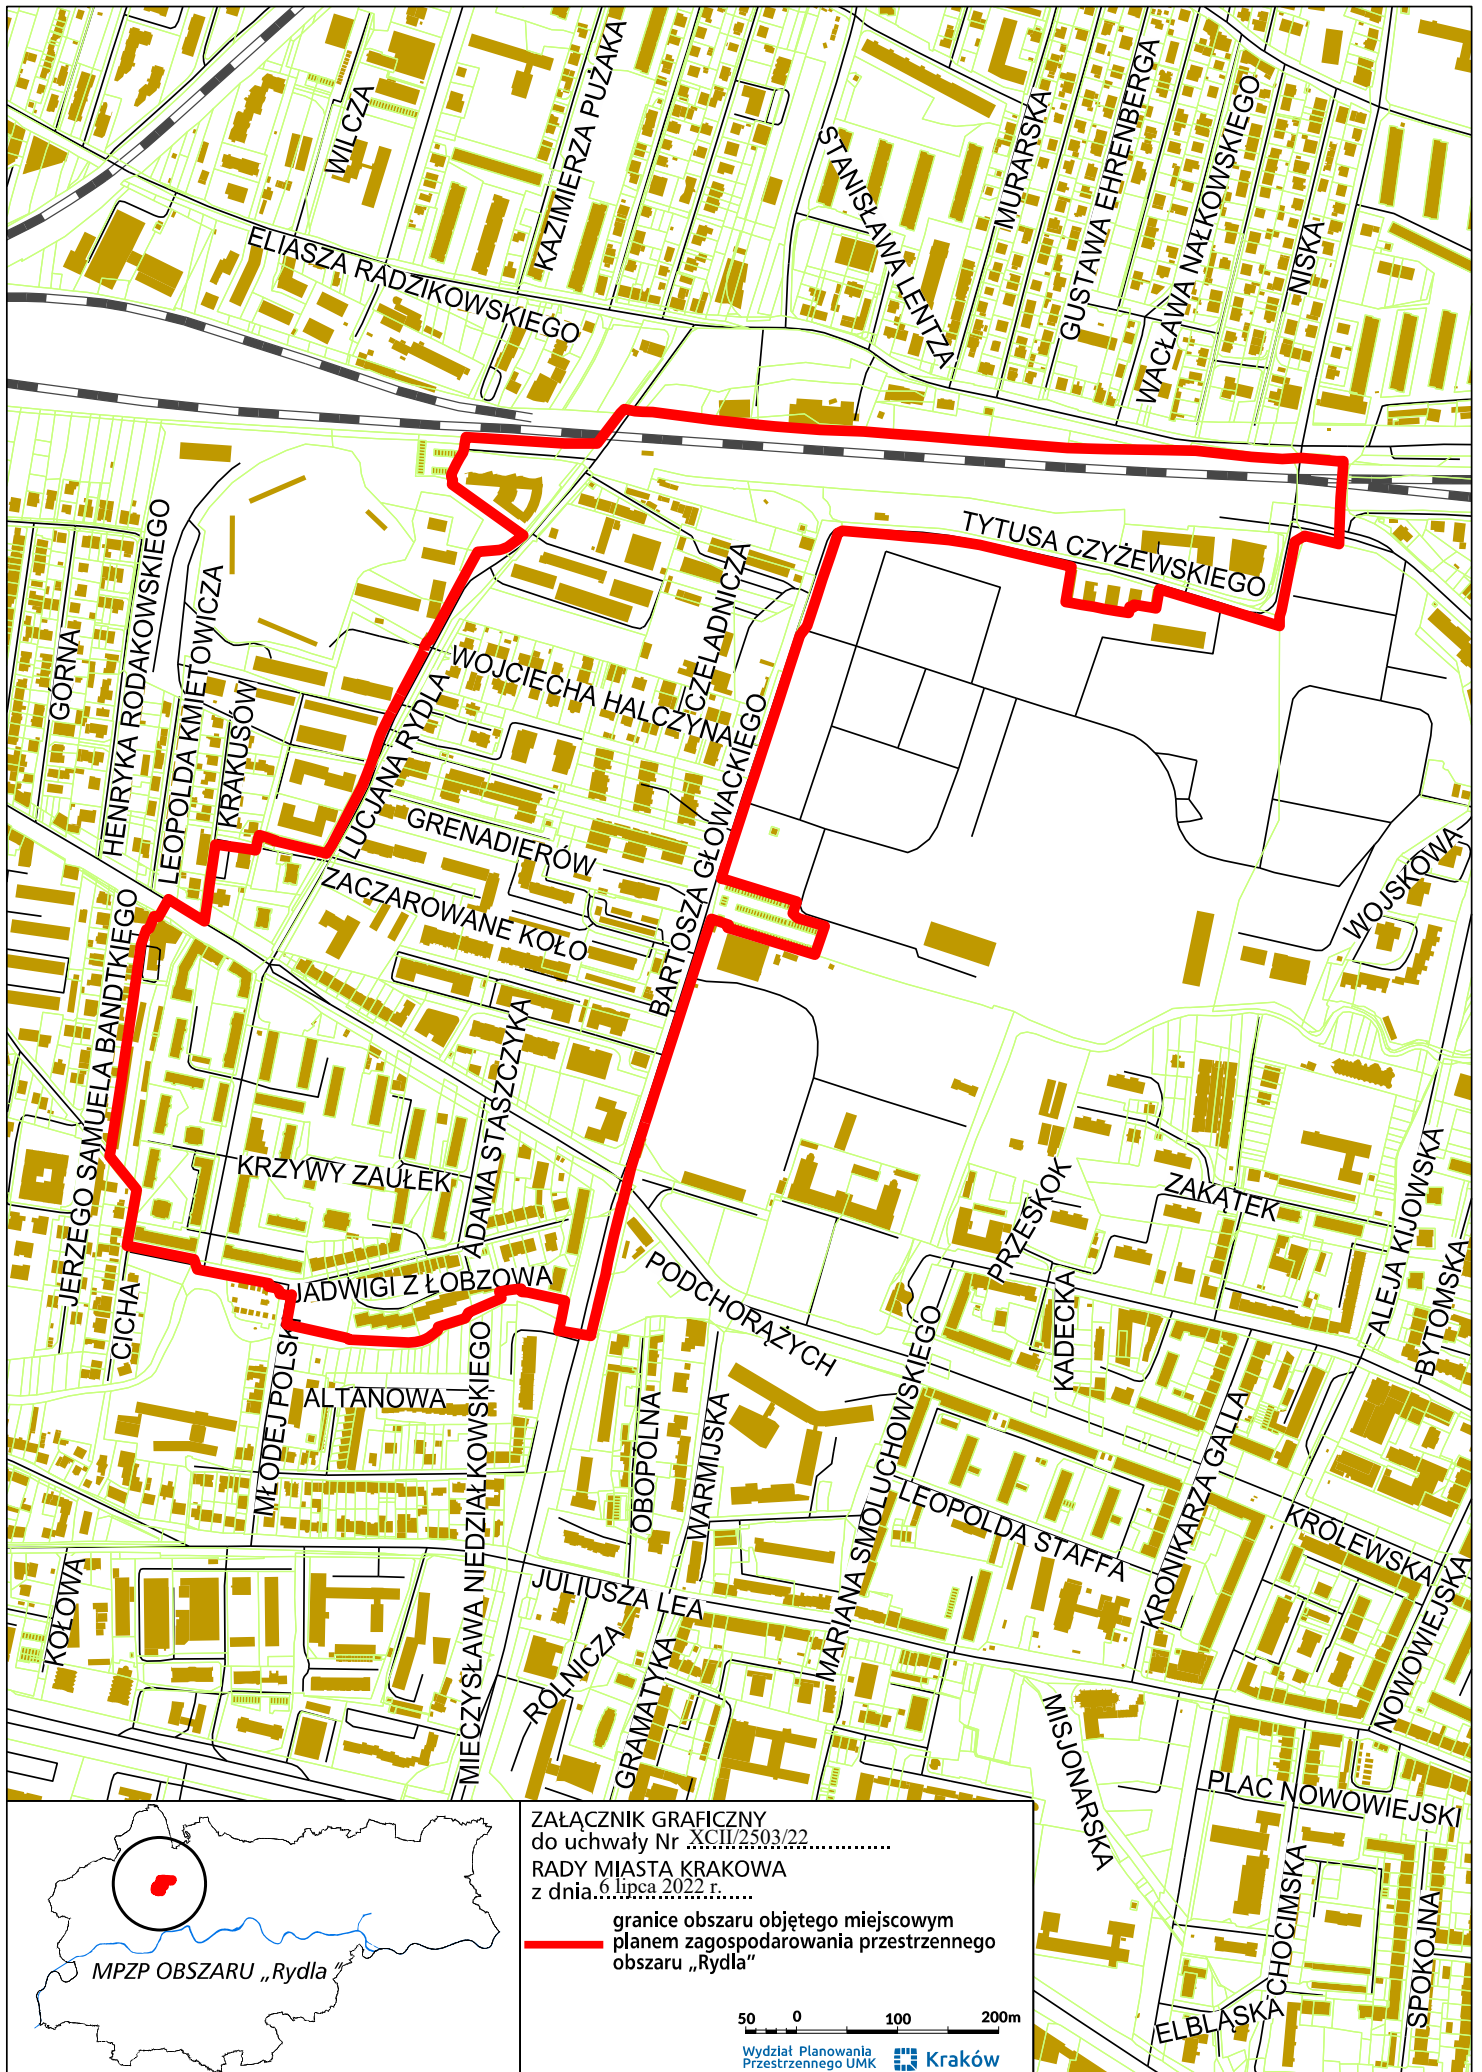 WILCZA
KAZIMIERZA PUŻAKA
STANISŁAWA LENTZA
MURARSKA
GUSTAWA EHRENBERGA
WACŁAWA NAŁKOWSKIEGO
NISKA
ELIASZA RADZIKOWSKIEGO
TYTUSA CZYŻEWSKIEGO
GÓRNA
HENRYKA RODAKOWSKIEGO
LEOPOLDA KMIETOWICZA
KRAKUSÓW
LUCJANA RYDLA
WOJCIECHA HALCZYNA
CZELADNICZA
BARTOSZA GŁOWACKIEGO
GRENADIERÓW
ZACZAROWANE KOŁO
WOJSKOWA
JERZEGO SAMUELA BANDTKIEGO
KRZYWY ZAUŁEK
ADAMA STASZCZYKA
JADWIGI Z ŁOBZOWA
CICHA
PODCHORĄŻYCH
PRZESKOK
KADECKA
ZAKĄTEK
ALEJA KIJOWSKA
BYTOMSKA
MŁODEJ POLSKI
ALTANOWA
MIECZYSŁAWA NIEDZIAŁKOWSKIEGO
OBOPÓLNA
WARMIJSKA
MARIANA SMOLUCHOWSKIEGO
LEOPOLDA STAFFA
KRONIKARZA GALLA
KRÓLEWSKA
NOWOWIEJSKA
KOŁOWA
JULIUSZA LEA
ROLNICZA
GRAMATYKA
MISJONARSKA
PLAC NOWOWIEJSKI
CHOCIMSKA
SPOKOJNA
ELBLĄSKA
MPZP OBSZARU „Rydla”
ZAŁĄCZNIK GRAFICZNY
do uchwały Nr XCII/2503/22
RADY MIASTA KRAKOWA
z dnia 6 lipca 2022 r.
granice obszaru objętego miejscowym
planem zagospodarowania przestrzennego
obszaru „Rydla”
50 0 100 200m
Wydział Planowania
Przestrzennego UMK
Kraków